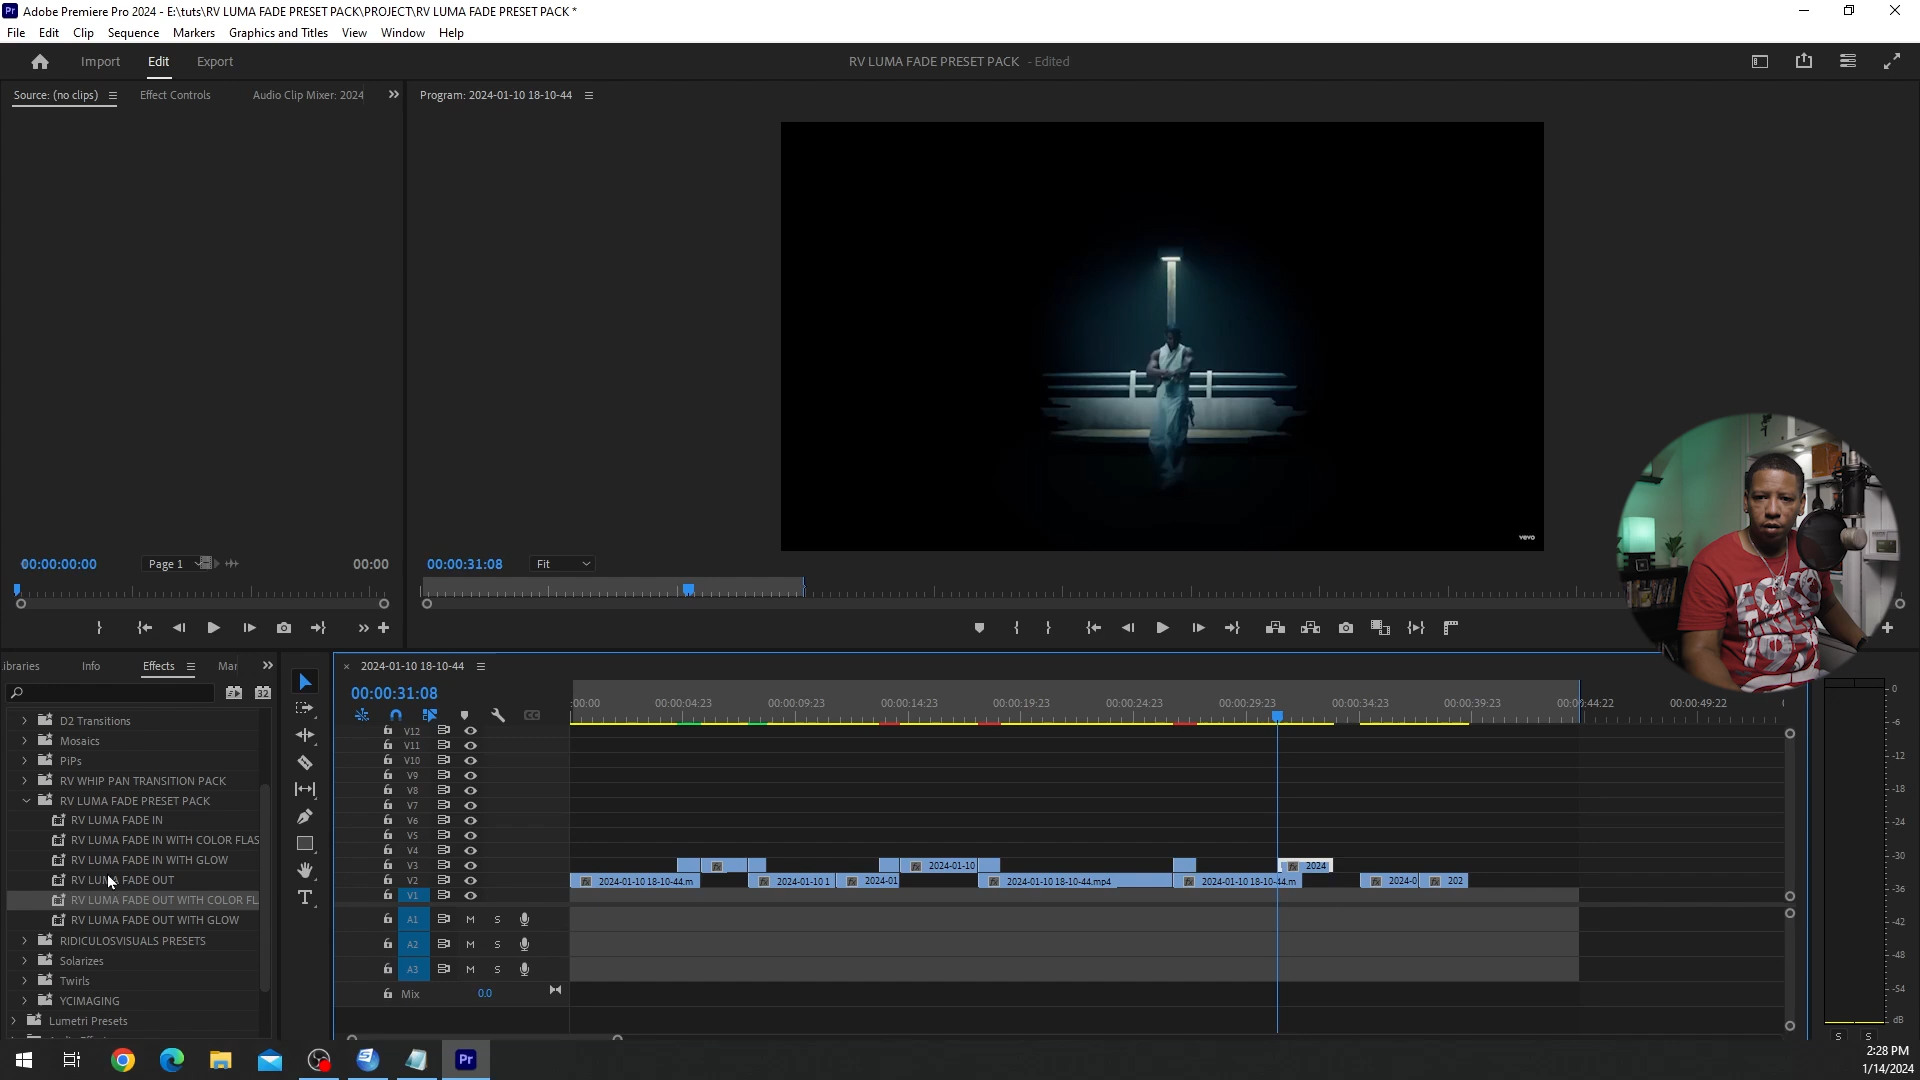 Adobe Premiere Pro 2024 - E:\tuts\RV LUMA FADE PRESET PACK\PROJECT\RV LUMA FADE PRESET PACK *
File Edit Clip Sequence Markers Graphics and Titles View Window Help
Import Edit Export
RV LUMA FADE PRESET PACK - Edited
Source: (no clips) Effect Controls Audio Clip Mixer: 2024
Program: 2024-01-10 18-10-44
vevo
00:00:00:00 Page 1 00:00
00:00:31:08 Fit
ibraries Info Effects Mar
D2 Transitions
Mosaics
PiPs
RV WHIP PAN TRANSITION PACK
RV LUMA FADE PRESET PACK
RV LUMA FADE IN
RV LUMA FADE IN WITH COLOR FLAS
RV LUMA FADE IN WITH GLOW
RV LUMA FADE OUT
RV LUMA FADE OUT WITH COLOR FL
RV LUMA FADE OUT WITH GLOW
RIDICULOSVISUALS PRESETS
Solarizes
Twirls
YCIMAGING
Lumetri Presets
2024-01-10 18-10-44
00:00:31:08
:00:00 00:00:04:23 00:00:09:23 00:00:14:23 00:00:19:23 00:00:24:23 00:00:29:23 00:00:34:23 00:00:39:23 00:00:44:22 00:00:49:22
V12
V11
V10
V9
V8
V7
V6
V5
V4
V3 2024-01-10 2024
V2 2024-01-10 18-10-44.m 2024-01-10 1 2024-01 2024-01-10 18-10-44.mp4 2024-01-10 18-10-44.m 2024-0 202
V1
A1 M S
A2 M S
A3 M S
Mix 0.0
0
-6
-12
-18
-24
-30
-36
-42
-48
-54
dB
S S
2:28 PM
1/14/2024